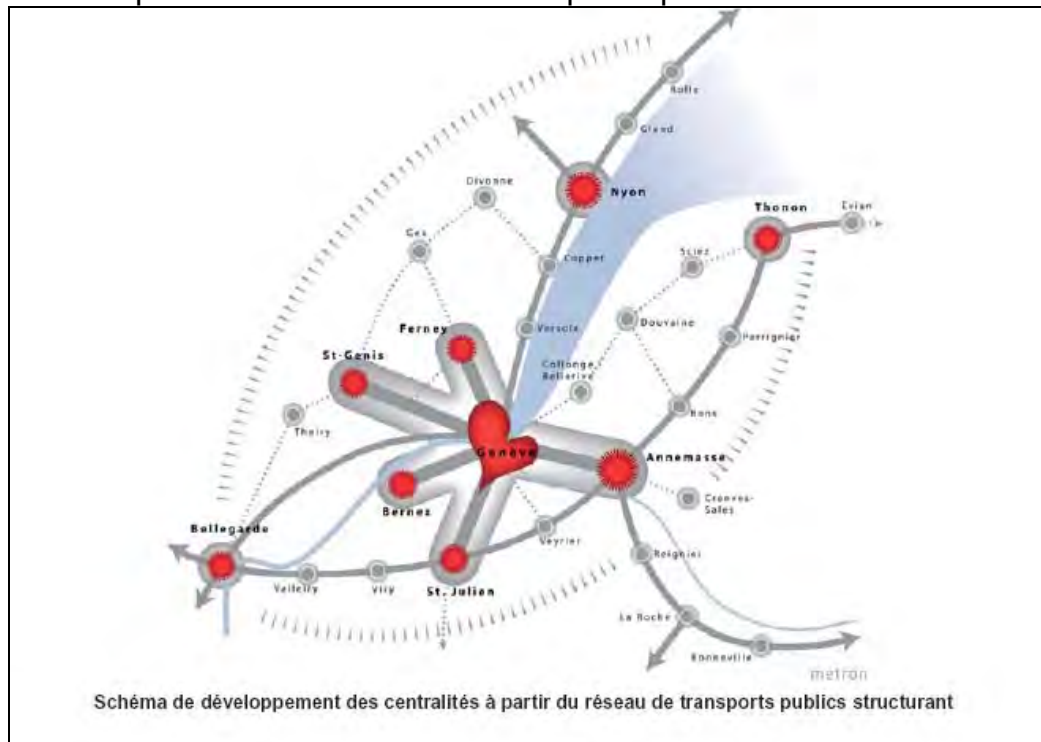 Rolle
Gland
Nyon
Divonne
Gex
Coppet
Thonon
Evian
Sciez
Ferney
Versoix
Douvaine
Perrignier
St-Genis
Collonge
Bellerive
Thoiry
Bons
Genève
Annemasse
Bernex
Cranves-
Sales
Bellegarde
Veyrier
Reignier
Valleiry
Viry
St. Julien
La Roche
Bonneville
metron
Schéma de développement des centralités à partir du réseau de transports publics structurant